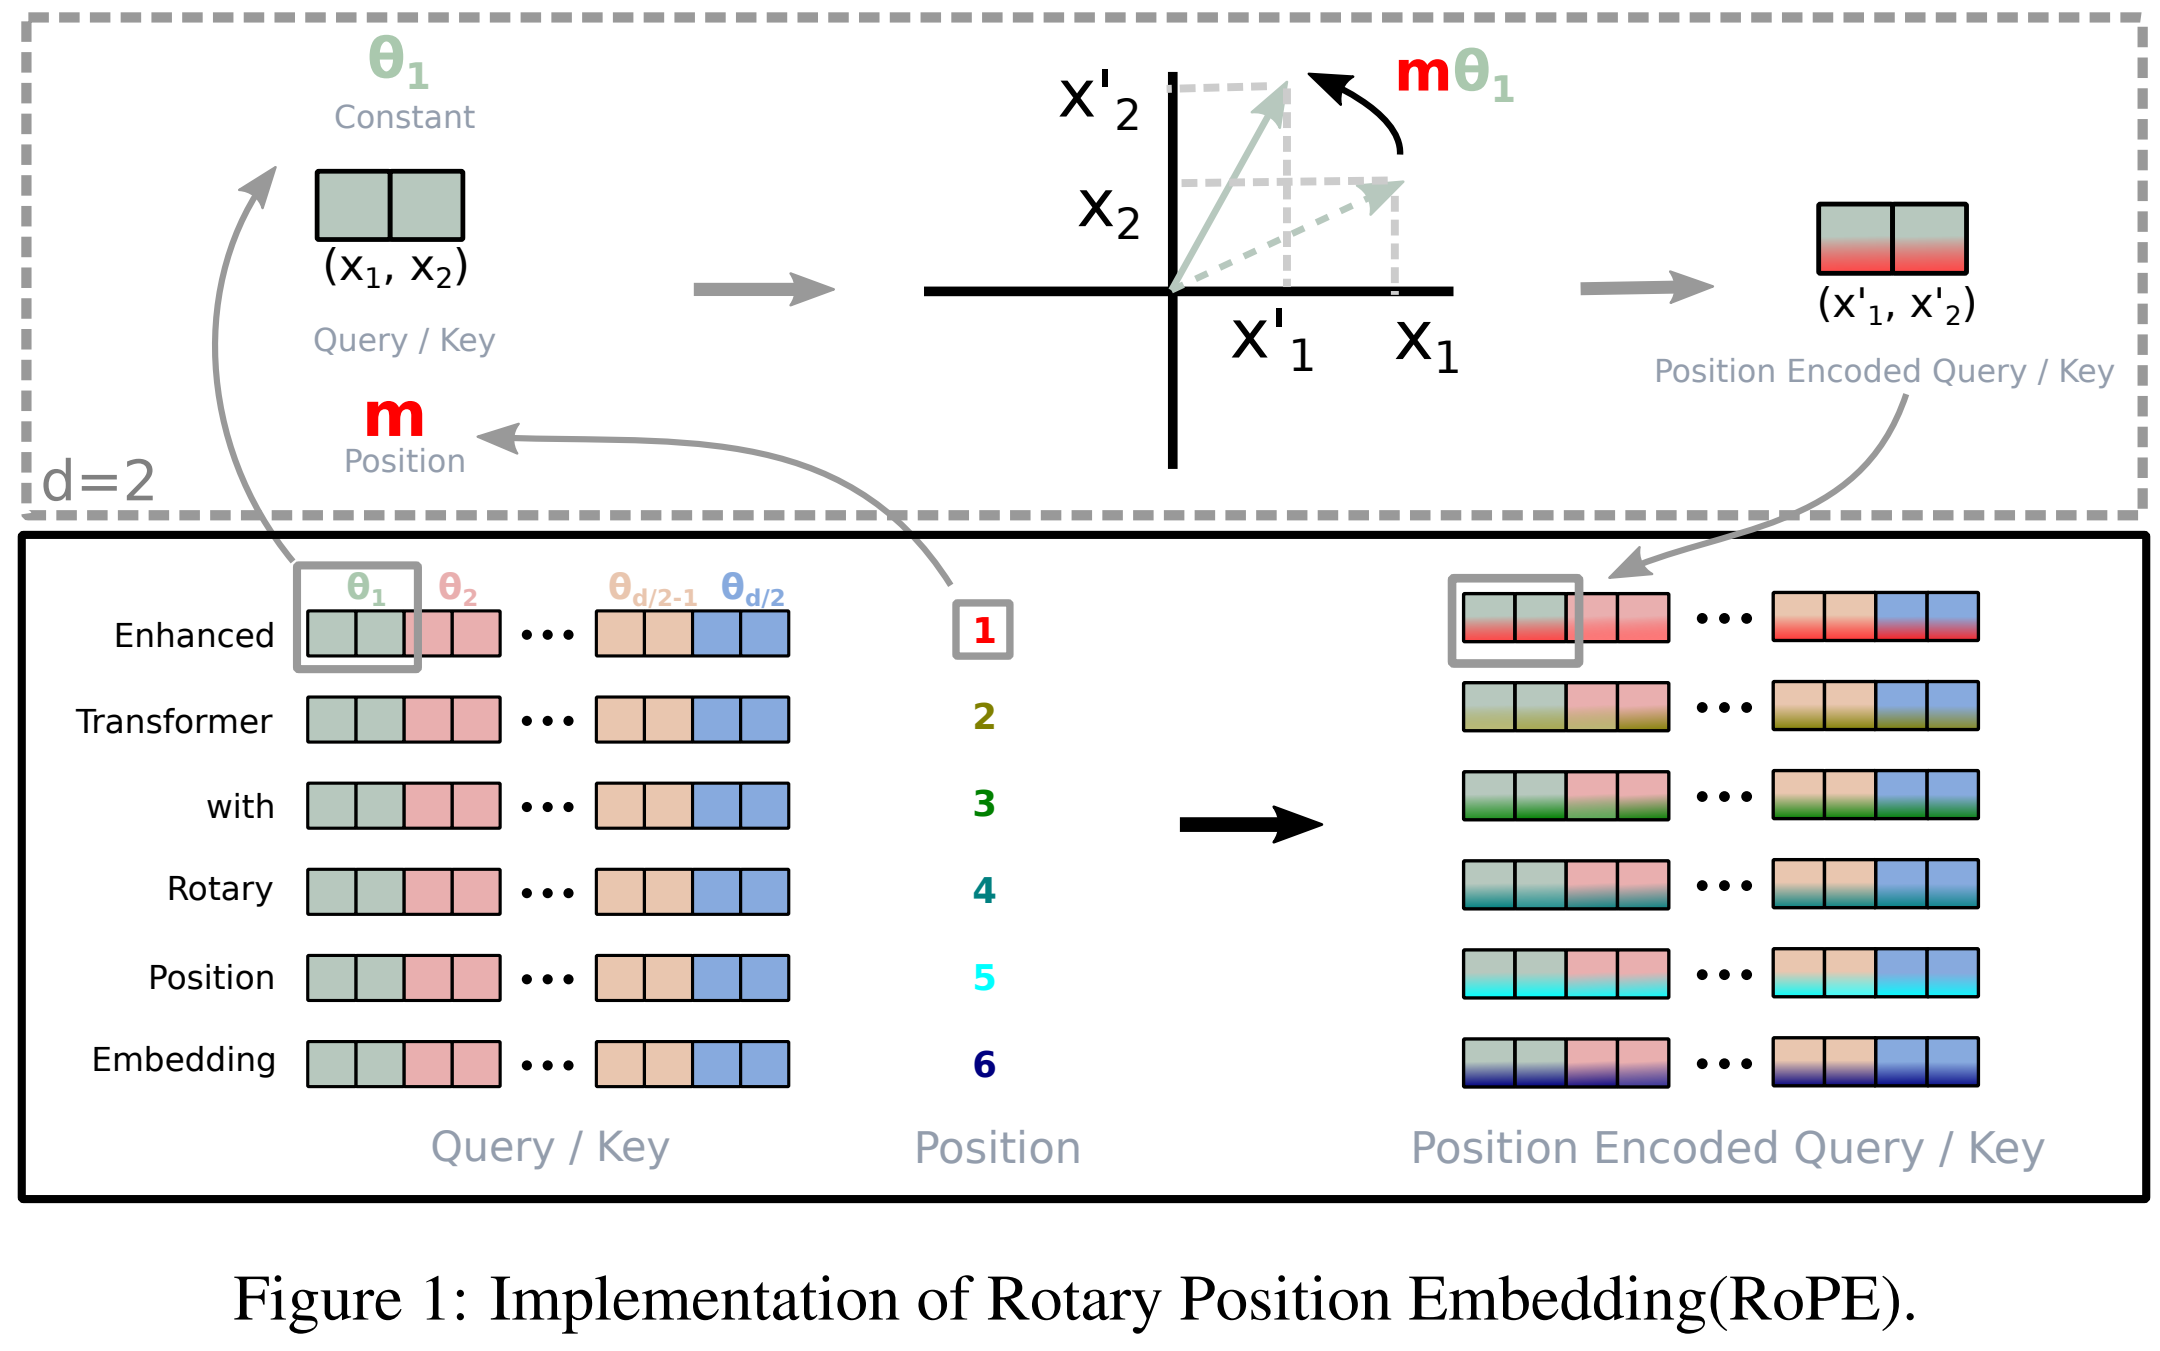 θ₁
Constant
(x₁, x₂)
Query / Key
m
Position
d=2
mθ₁
x'₂
x₂
x'₁ x₁
(x'₁, x'₂)
Position Encoded Query / Key
θ₁ θ₂ θd/2-1 θd/2
Enhanced 1
Transformer 2
with 3
Rotary 4
Position 5
Embedding 6
Query / Key Position Position Encoded Query / Key
Figure 1: Implementation of Rotary Position Embedding(RoPE).